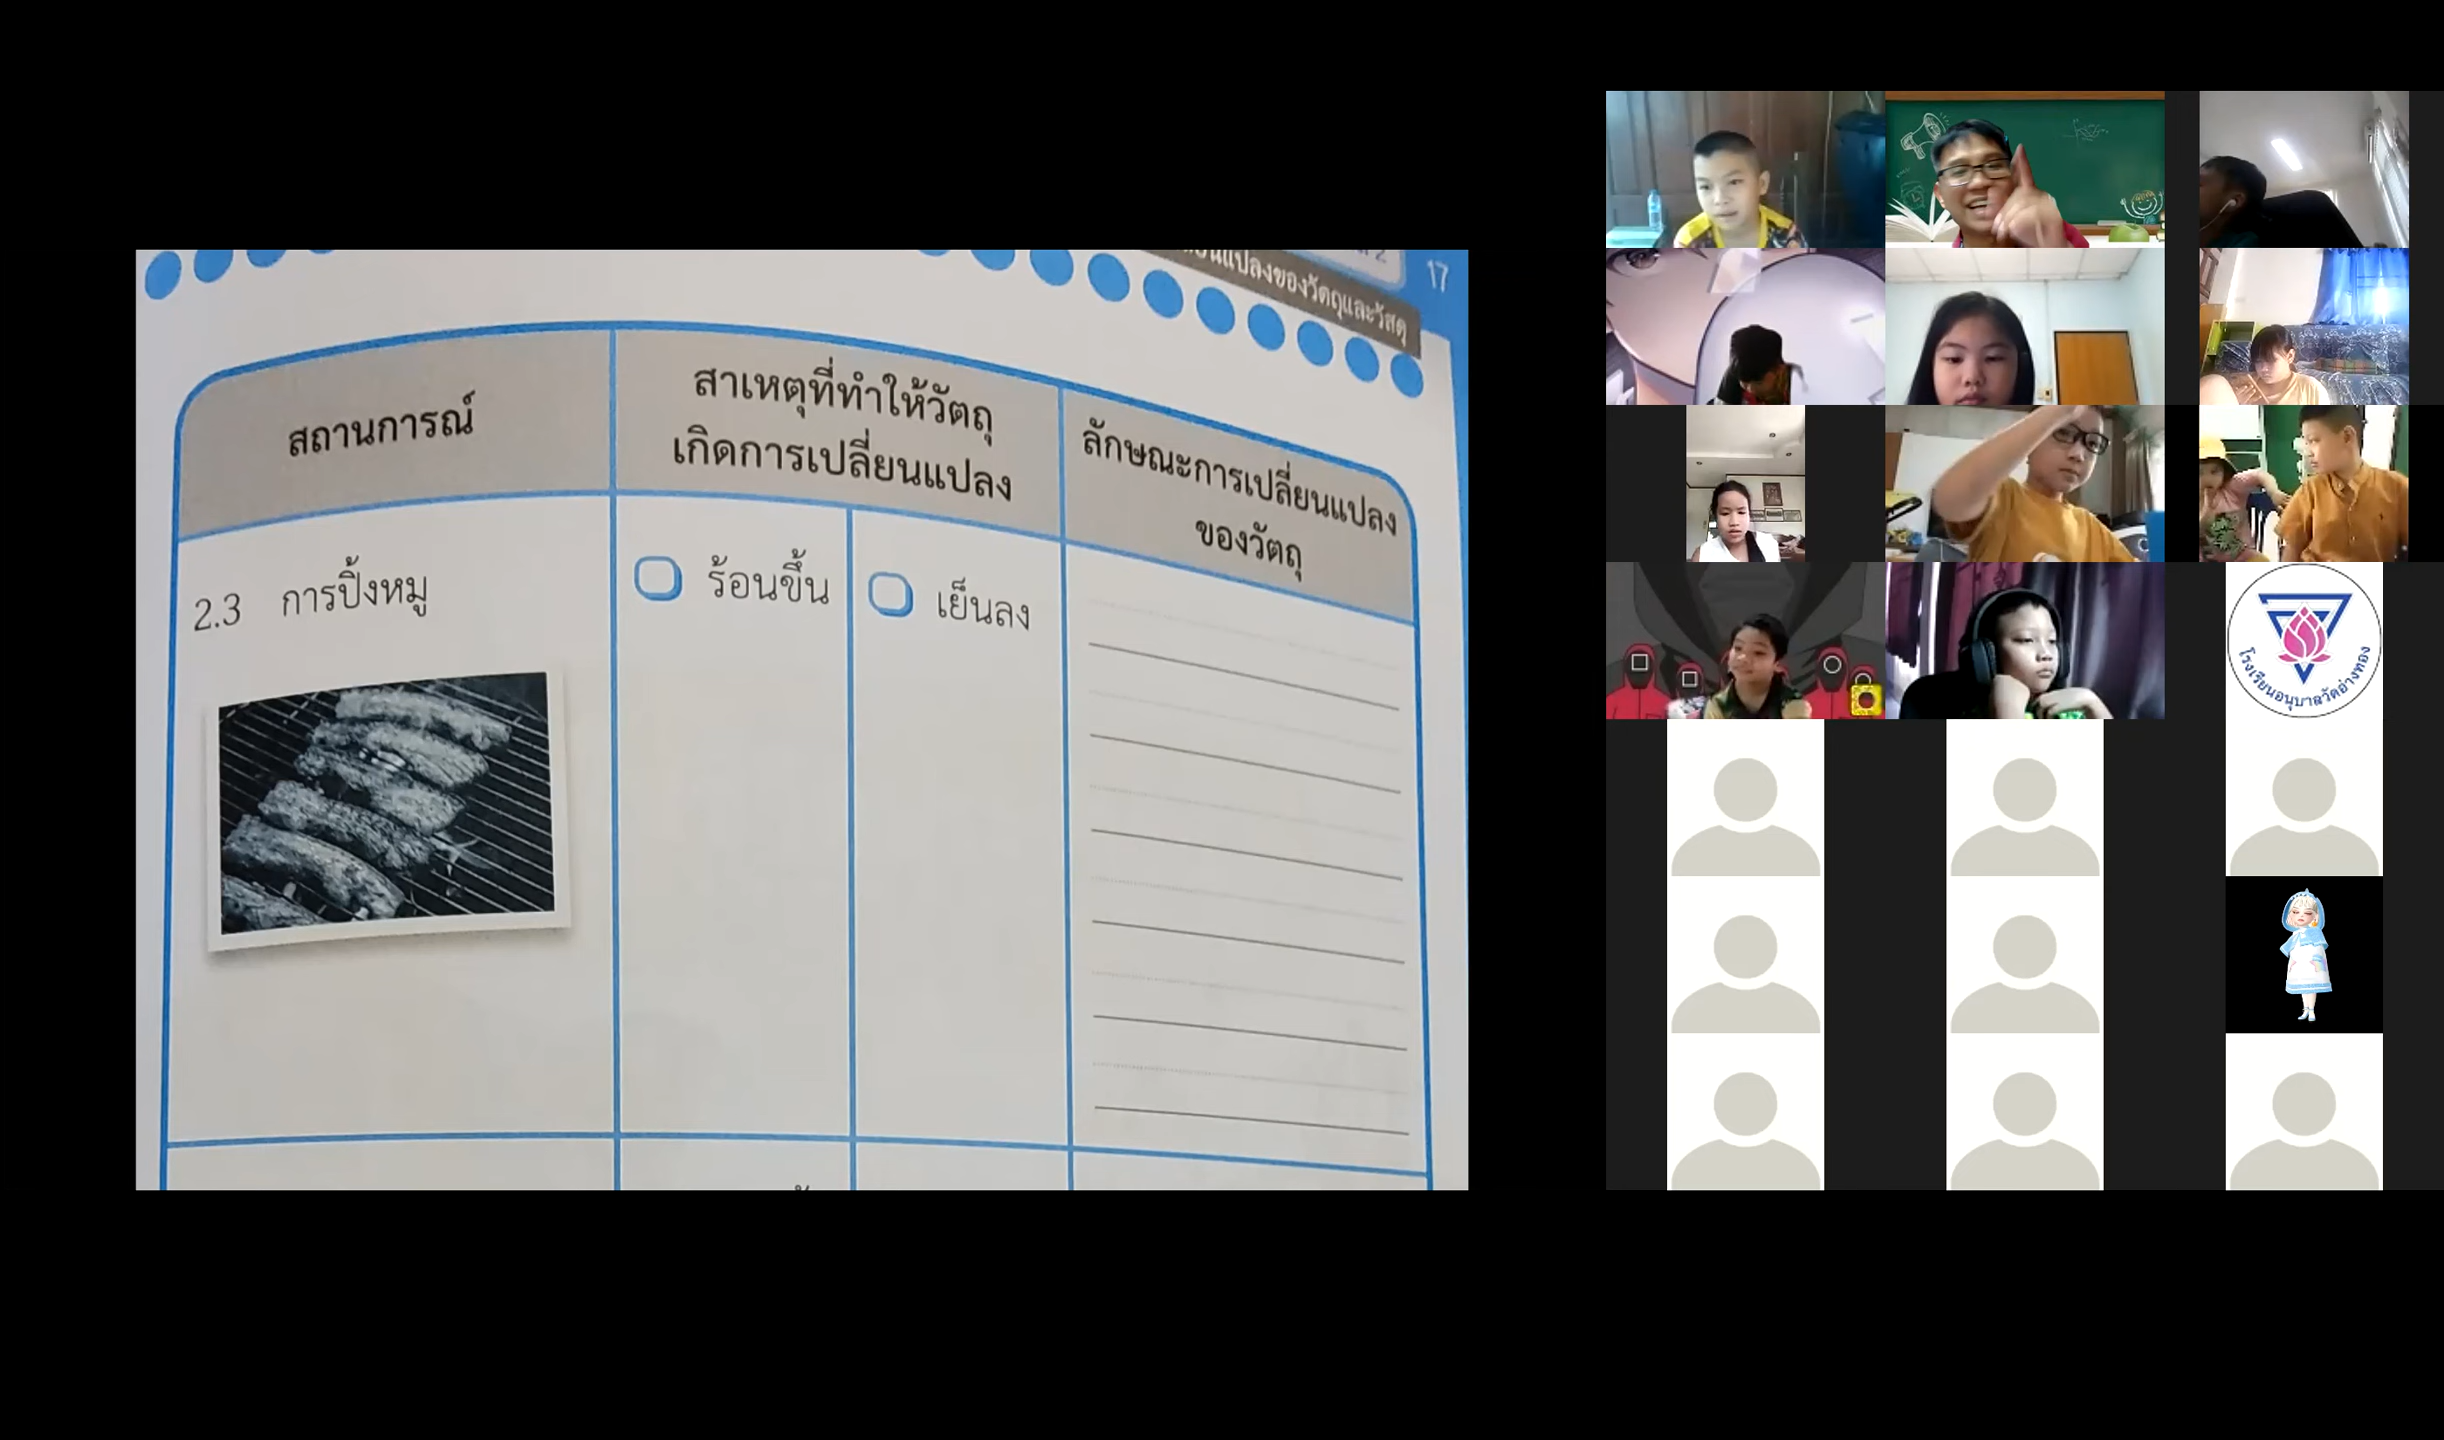 17
การเปลี่ยนแปลงของวัตถุและวัสดุ
สถานการณ์
สาเหตุที่ทำให้วัตถุ
เกิดการเปลี่ยนแปลง
ลักษณะการเปลี่ยนแปลง
ของวัตถุ
2.3 การปิ้งหมู
ร้อนขึ้น
เย็นลง
โรงเรียนอนุบาลวัดอ่างทอง